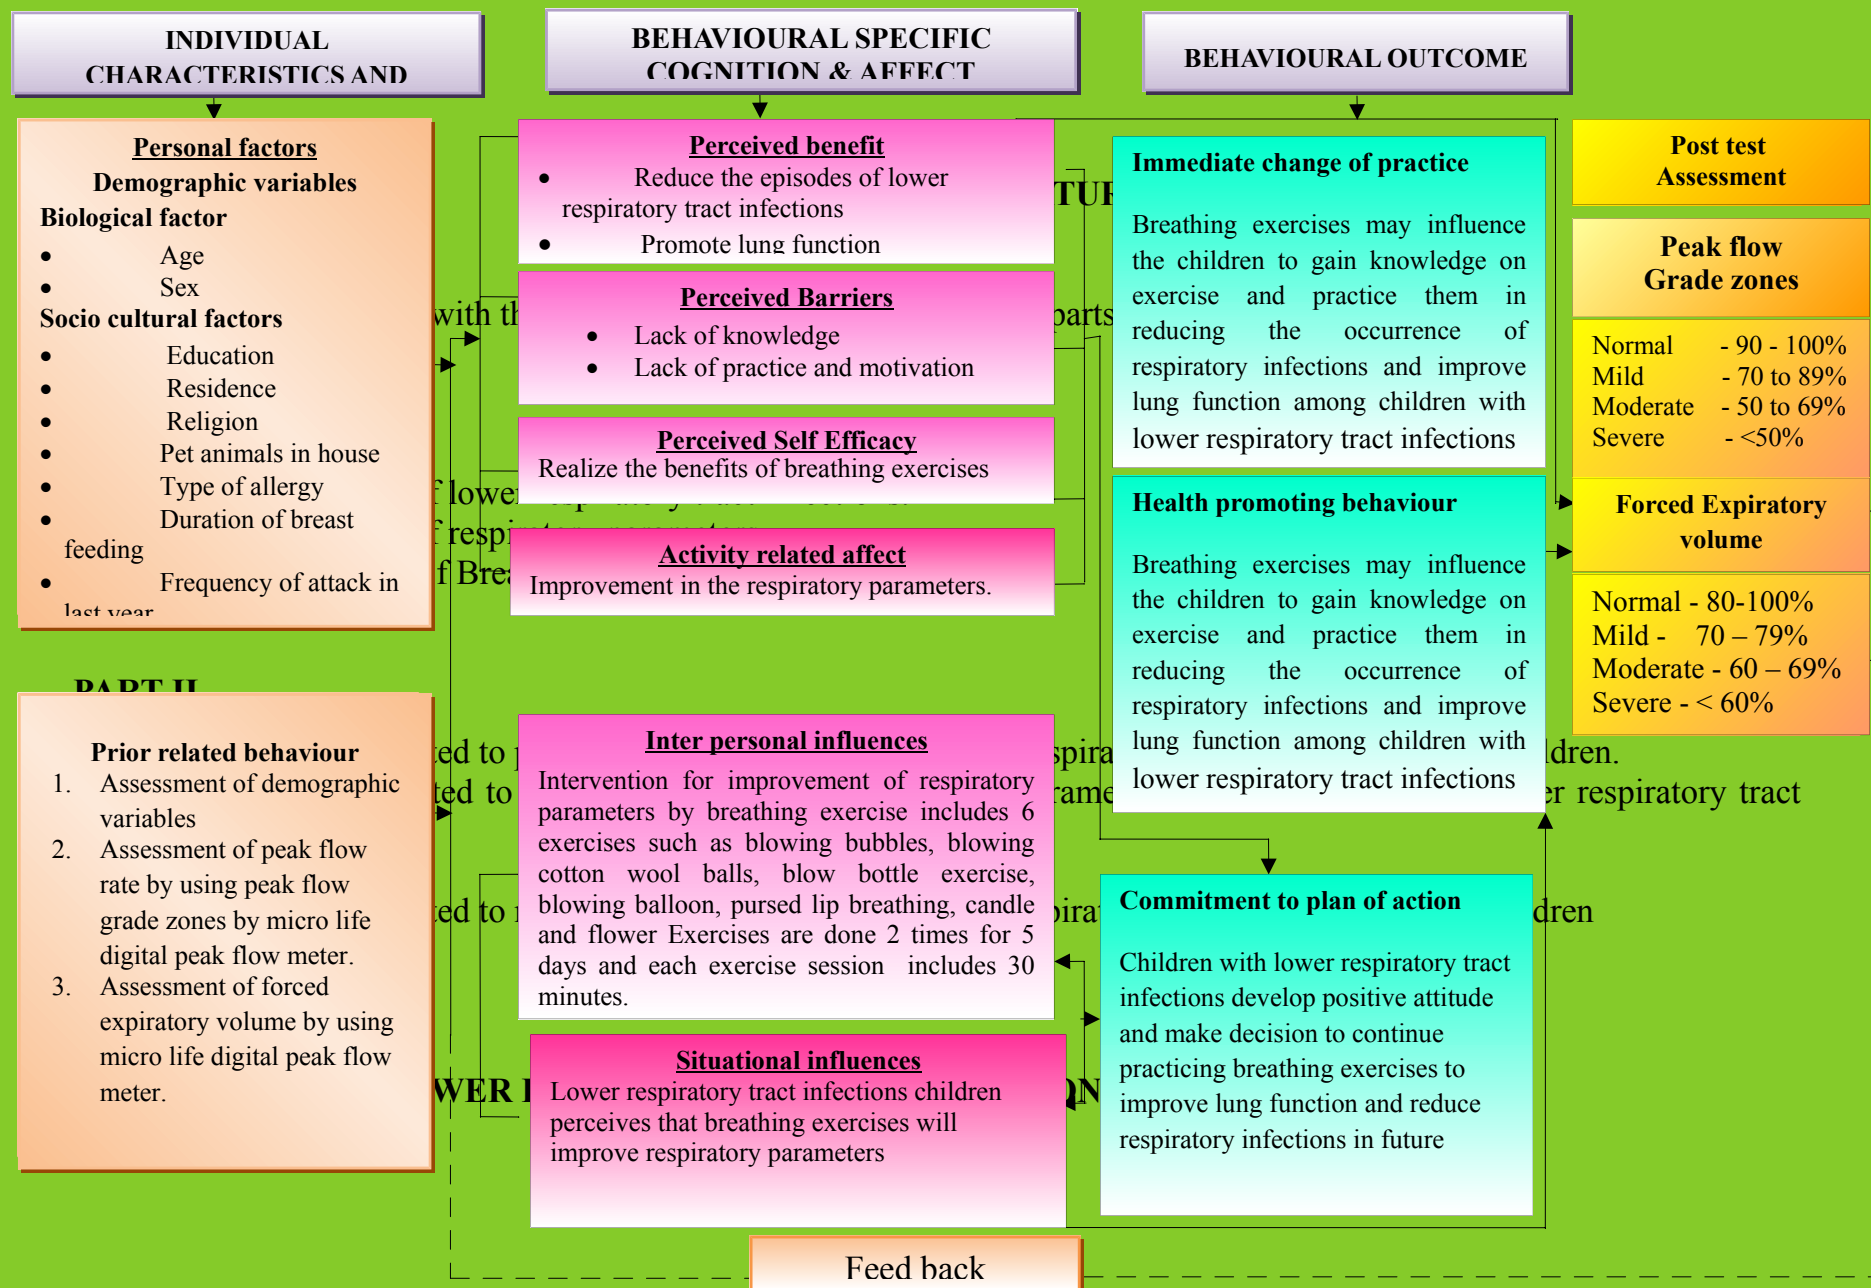 INDIVIDUAL
CHARACTERISTICS AND
Personal factors
Demographic variables
Biological factor
• Age
• Sex
Socio cultural factors
• Education
• Residence
• Religion
• Pet animals in house
• Type of allergy
• Duration of breast
feeding
• Frequency of attack in
last year
PART II
Prior related behaviour
1. Assessment of demographic
variables
2. Assessment of peak flow
rate by using peak flow
grade zones by micro life
digital peak flow meter.
3. Assessment of forced
expiratory volume by using
micro life digital peak flow
meter.
BEHAVIOURAL SPECIFIC
COGNITION & AFFECT
Perceived benefit
• Reduce the episodes of lower
respiratory tract infections
• Promote lung function
Perceived Barriers
• Lack of knowledge
• Lack of practice and motivation
Perceived Self Efficacy
Realize the benefits of breathing exercises
Activity related affect
Improvement in the respiratory parameters.
Inter personal influences
Intervention for improvement of respiratory
parameters by breathing exercise includes 6
exercises such as blowing bubbles, blowing
cotton wool balls, blow bottle exercise,
blowing balloon, pursed lip breathing, candle
and flower Exercises are done 2 times for 5
days and each exercise session includes 30
minutes.
Situational influences
Lower respiratory tract infections children
perceives that breathing exercises will
improve respiratory parameters
Feed back
BEHAVIOURAL OUTCOME
Immediate change of practice
Breathing exercises may influence
the children to gain knowledge on
exercise and practice them in
reducing the occurrence of
respiratory infections and improve
lung function among children with
lower respiratory tract infections
Health promoting behaviour
Breathing exercises may influence
the children to gain knowledge on
exercise and practice them in
reducing the occurrence of
respiratory infections and improve
lung function among children with
lower respiratory tract infections
Commitment to plan of action
Children with lower respiratory tract
infections develop positive attitude
and make decision to continue
practicing breathing exercises to
improve lung function and reduce
respiratory infections in future
Post test
Assessment
Peak flow
Grade zones
Normal - 90 - 100%
Mild - 70 to 89%
Moderate - 50 to 69%
Severe - <50%
Forced Expiratory
volume
Normal - 80-100%
Mild - 70 – 79%
Moderate - 60 – 69%
Severe - < 60%
with
parts
lower
to
to
er respiratory tract
to